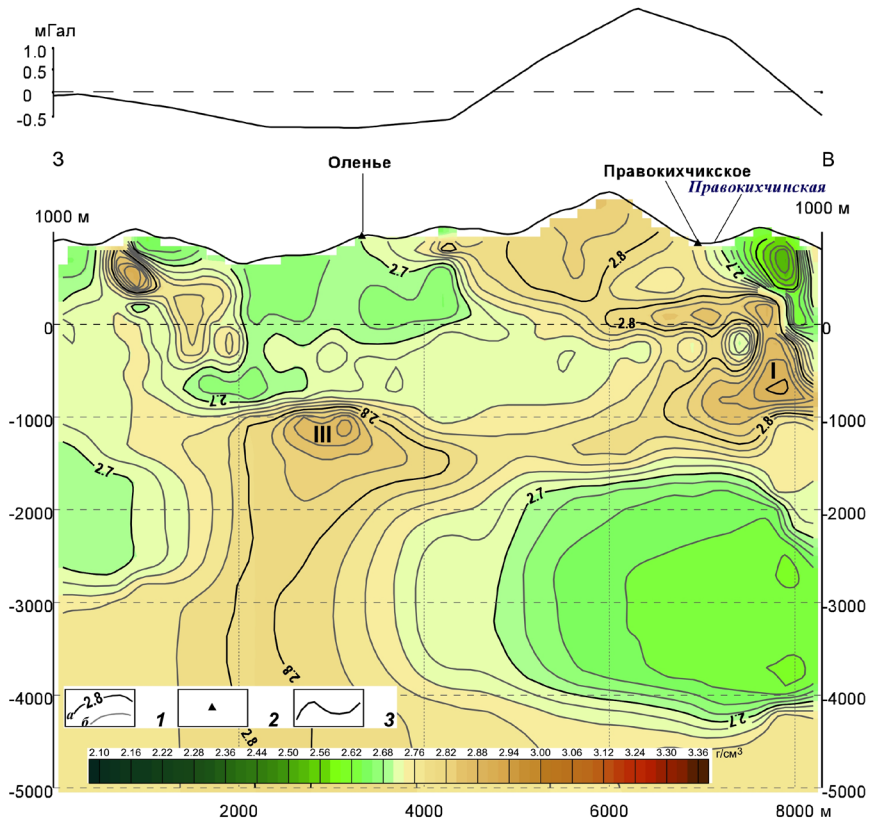 мГал
1.0
0.5
0
-0.5
З
В
Оленье
Правокихчикское
Правокихчинская
1000 м
1000 м
2.7
2.8
2.7
0
2.8
0
I
2.7
-1000
2.8
III
2.8
-1000
2.7
2.7
-2000
-2000
-3000
-3000
2.8
-4000
2.8
а
б
1
2
3
2.7
-4000
2.8
2.10 2.16 2.22 2.28 2.36 2.44 2.50 2.56 2.62 2.68 2.76 2.82 2.88 2.94 3.00 3.06 3.12 3.24 3.30 3.36 г/см³
-5000
-5000
2000 4000 6000 8000 м